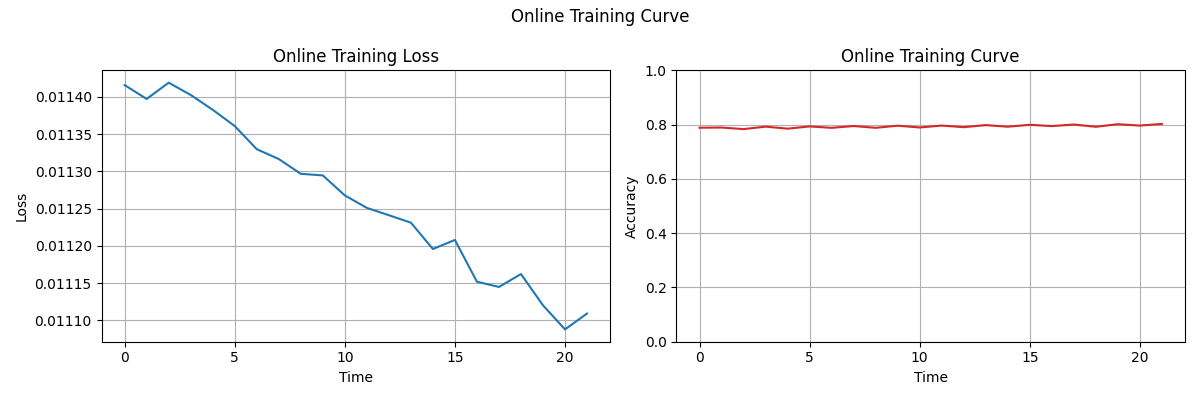 Online Training Curve
Online Training Loss
0.01140
0.01135
0.01130
0.01125
0.01120
0.01115
0.01110
Loss
0 5 10 15 20
Time
Online Training Curve
1.0
0.8
0.6
0.4
0.2
0.0
Accuracy
0 5 10 15 20
Time